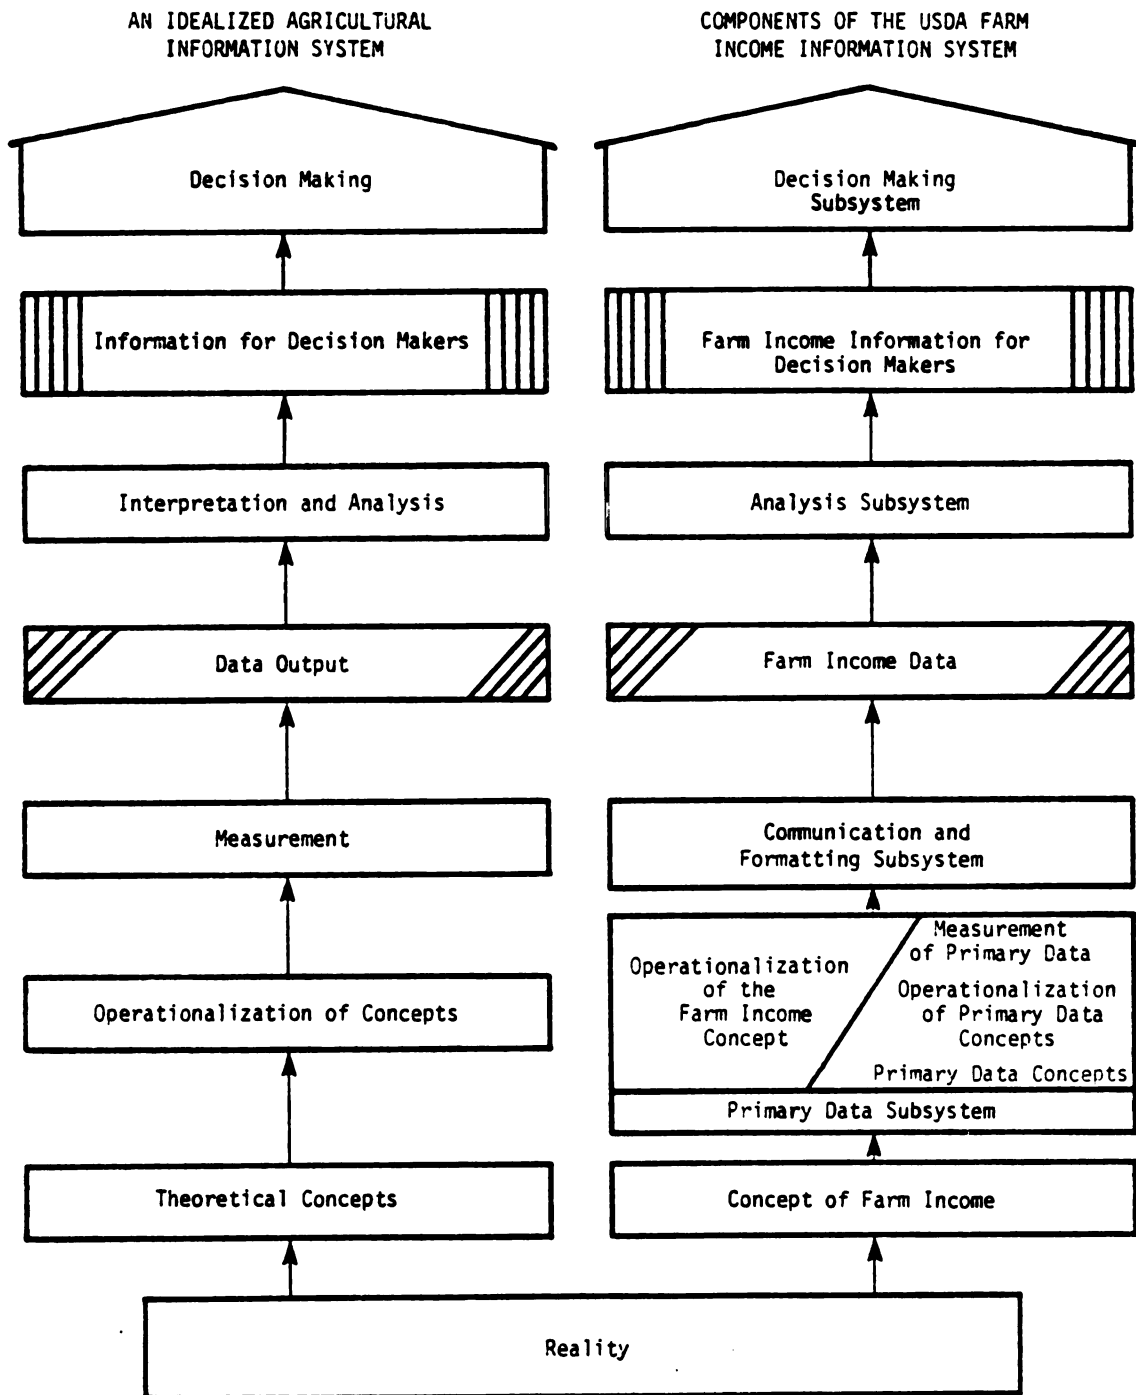 AN IDEALIZED AGRICULTURAL
INFORMATION SYSTEM
Decision Making
Information for Decision Makers
Interpretation and Analysis
Data Output
Measurement
Operationalization of Concepts
Theoretical Concepts
COMPONENTS OF THE USDA FARM
INCOME INFORMATION SYSTEM
Decision Making
Subsystem
Farm Income Information for
Decision Makers
Analysis Subsystem
Farm Income Data
Communication and
Formatting Subsystem
Operationalization
of the
Farm Income
Concept
Measurement
of Primary Data
Operationalization
of Primary Data
Concepts
Primary Data Concepts
Primary Data Subsystem
Concept of Farm Income
Reality